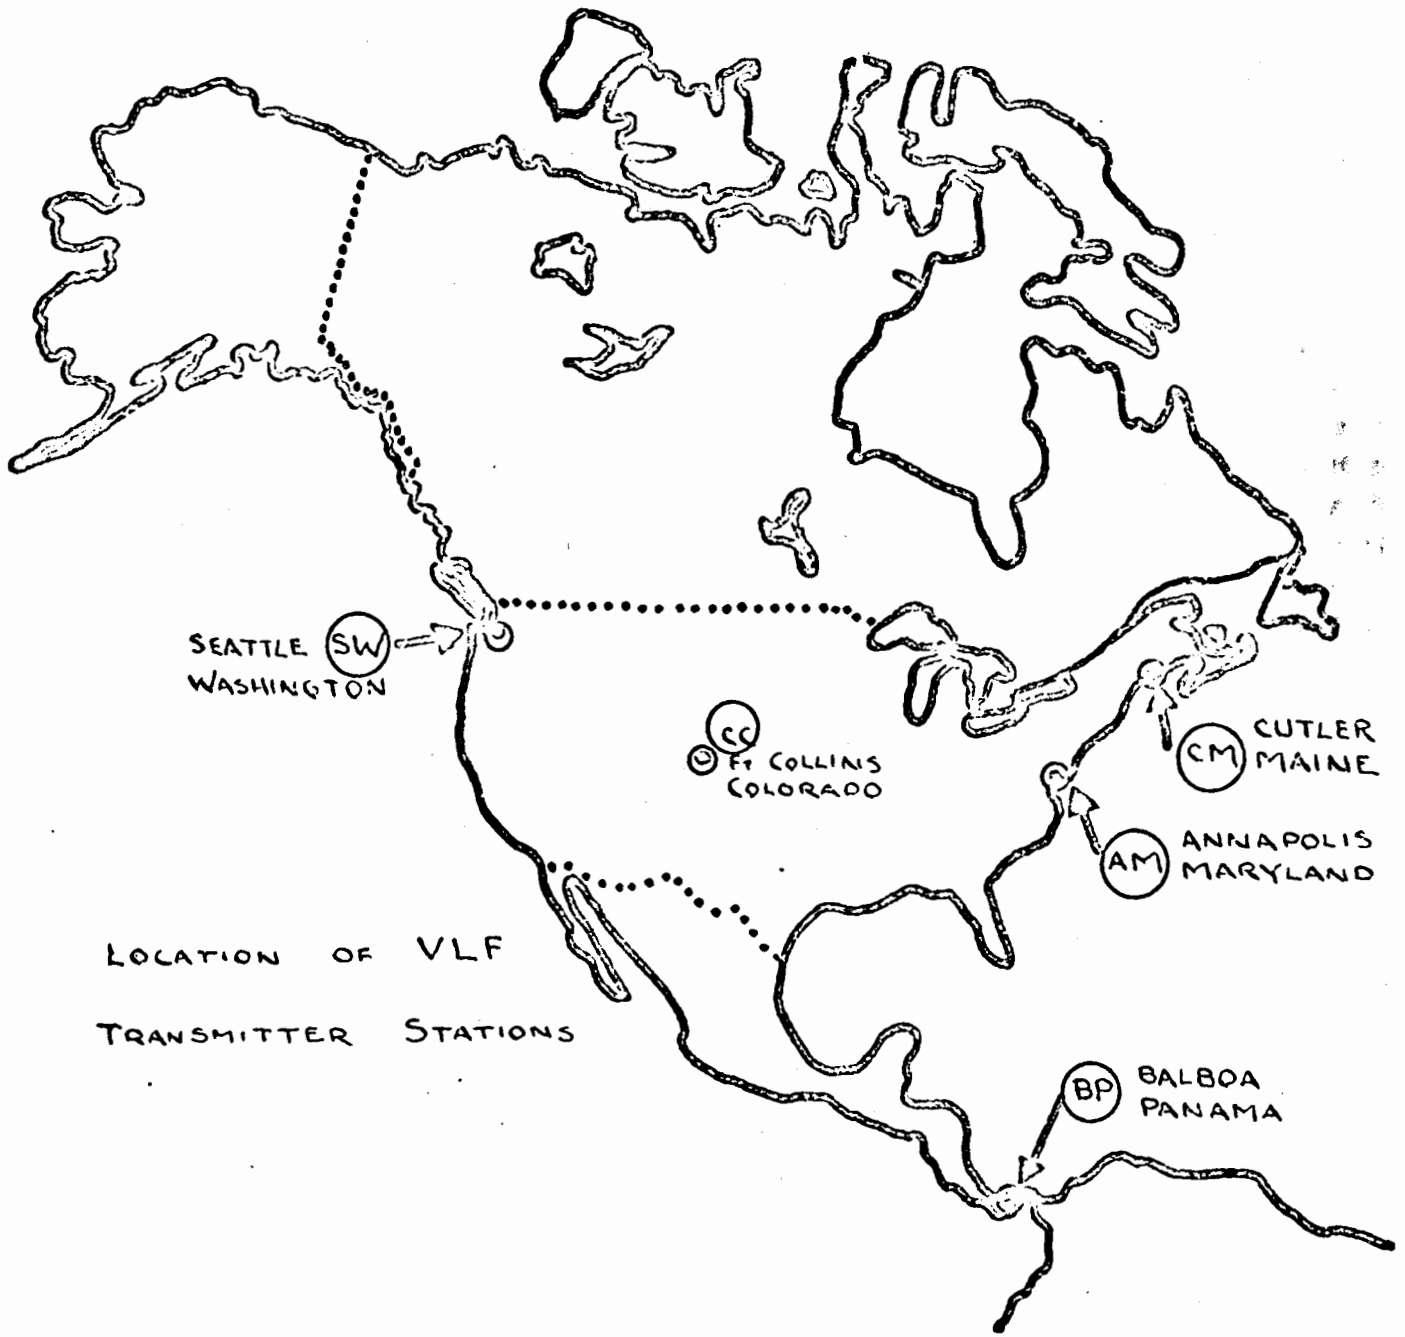 SEATTLE SW
WASHINGTON
CC
FT COLLINS
COLORADO
CM CUTLER
MAINE
AM ANNAPOLIS
MARYLAND
LOCATION OF VLF
TRANSMITTER STATIONS
BP BALBOA
PANAMA